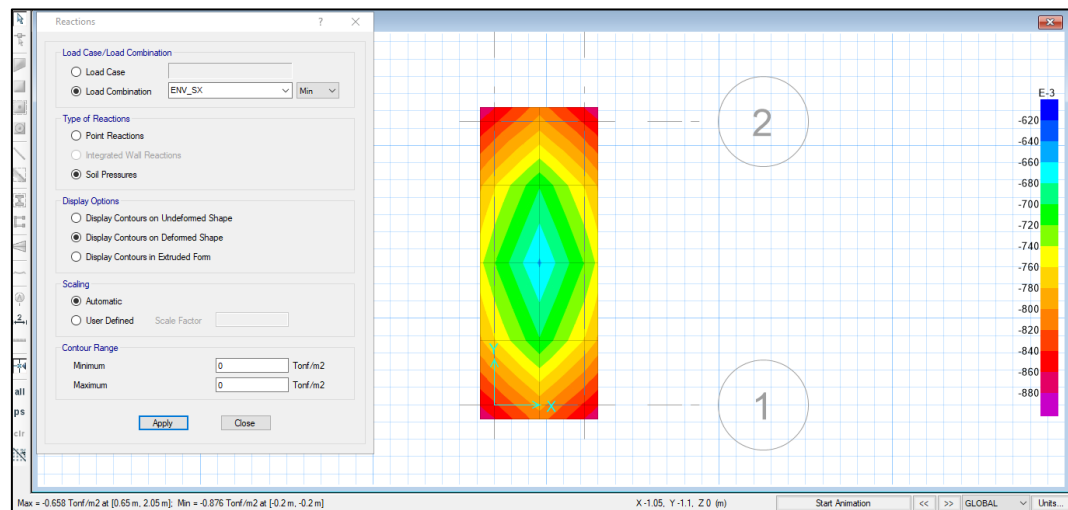 Reactions
? ×
Load Case/Load Combination
Load Case
Load Combination ENV_SX Min
Type of Reactions
Point Reactions
Integrated Wall Reactions
Soil Pressures
Display Options
Display Contours on Undeformed Shape
Display Contours on Deformed Shape
Display Contours in Extruded Form
Scaling
Automatic
User Defined Scale Factor
Contour Range
Minimum 0 Tonf/m2
Maximum 0 Tonf/m2
Apply Close
2
1
Y
X
E-3
-620
-640
-660
-680
-700
-720
-740
-760
-780
-800
-820
-840
-860
-880
2
all
ps
clr
Max = -0.658 Tonf/m2 at [0.65 m, 2.05 m]; Min = -0.876 Tonf/m2 at [-0.2 m, -0.2 m] X -1.05, Y -1.1, Z 0 (m) Start Animation << >> GLOBAL Units...